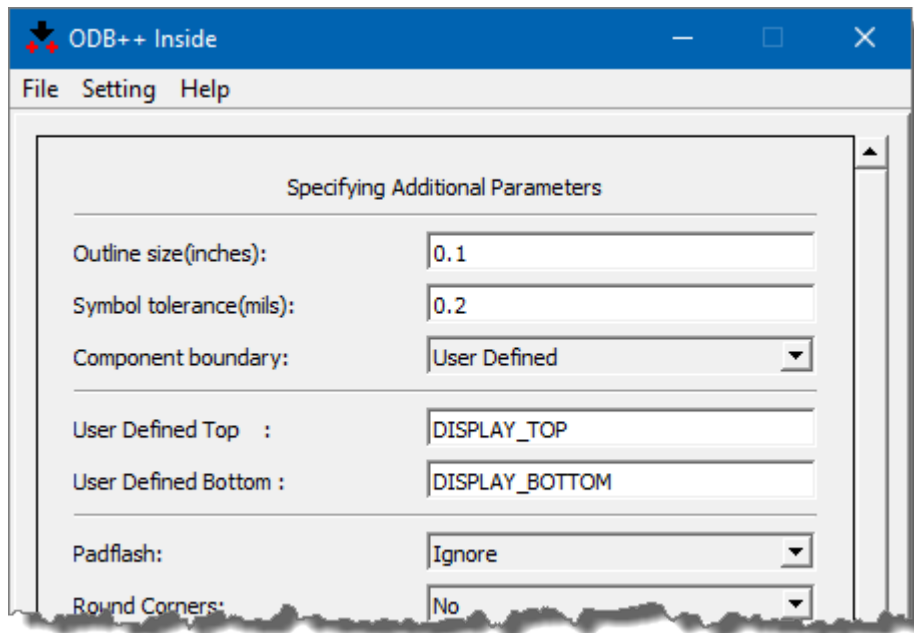 ODB++ Inside
File Setting Help
Specifying Additional Parameters
Outline size(inches): 0.1
Symbol tolerance(mils): 0.2
Component boundary: User Defined
User Defined Top : DISPLAY_TOP
User Defined Bottom : DISPLAY_BOTTOM
Padflash: Ignore
Round Corners: No